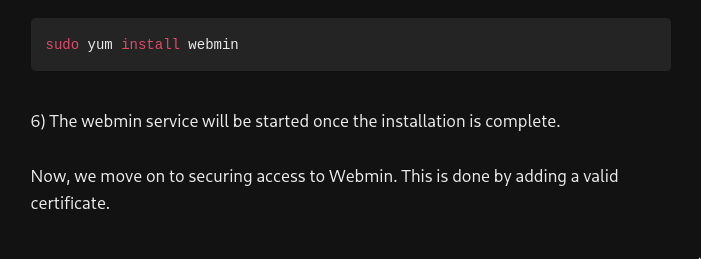 sudo yum install webmin
6) The webmin service will be started once the installation is complete.
Now, we move on to securing access to Webmin. This is done by adding a valid
certificate.